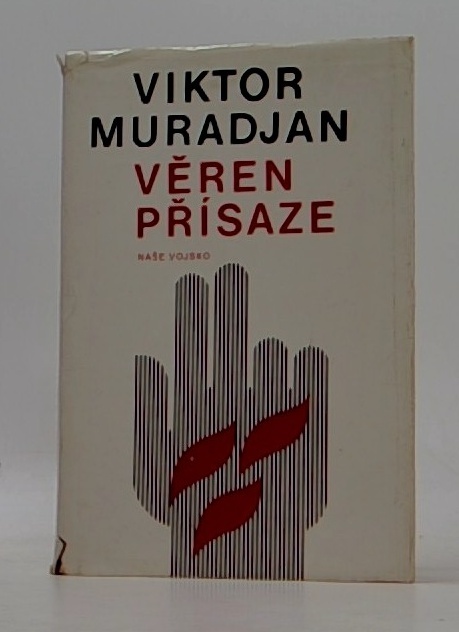 VIKTOR
MURADJAN
VĚREN
PŘÍSAZE
NAŠE VOJSKO